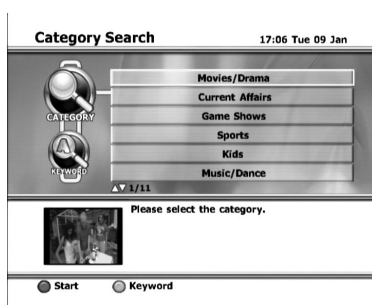 Category Search
17:06 Tue 09 Jan
CATEGORY
KEYWORD
Movies/Drama
Current Affairs
Game Shows
Sports
Kids
Music/Dance
△▽ 1/11
Please select the category.
Start
Keyword